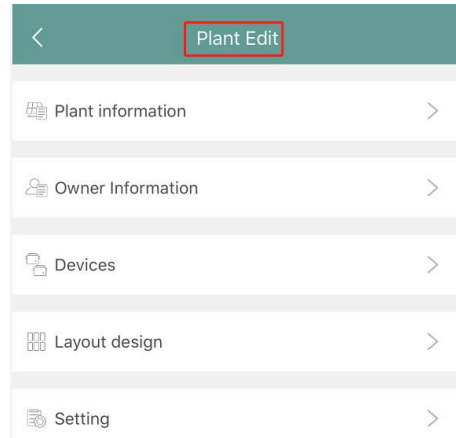 Plant Edit
Plant information
Owner Information
Devices
Layout design
Setting